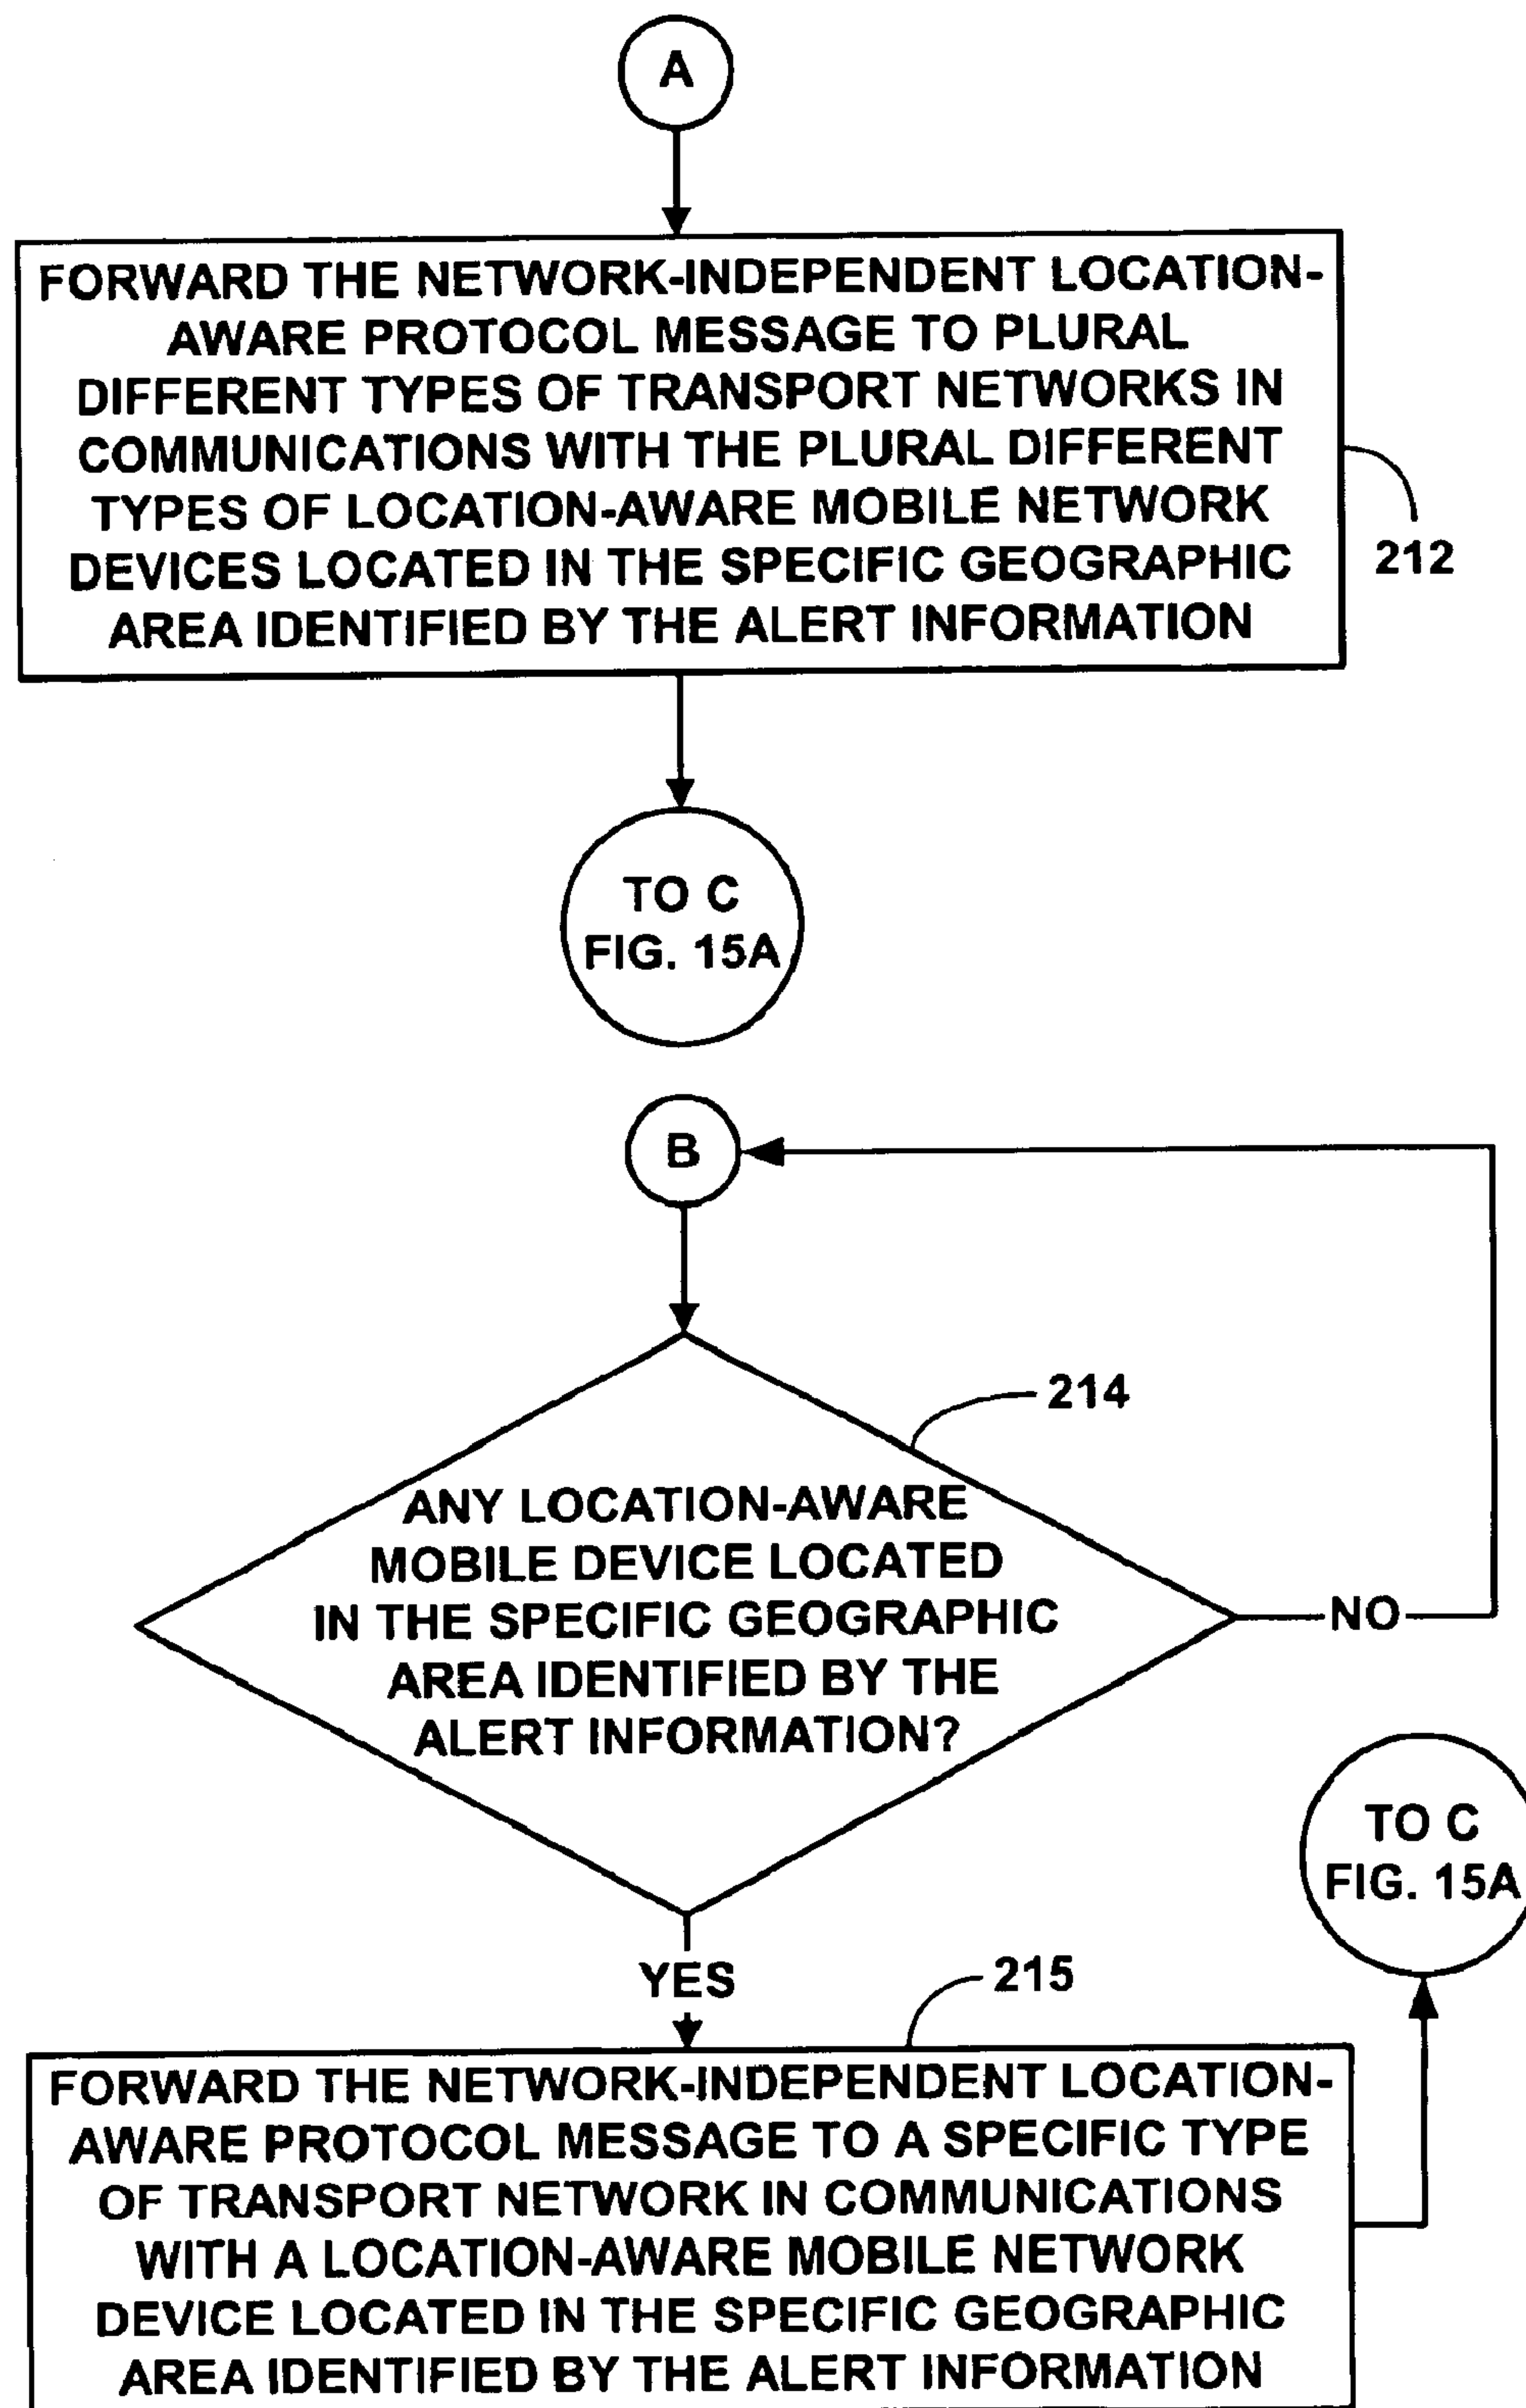 A
FORWARD THE NETWORK-INDEPENDENT LOCATION-
AWARE PROTOCOL MESSAGE TO PLURAL
DIFFERENT TYPES OF TRANSPORT NETWORKS IN
COMMUNICATIONS WITH THE PLURAL DIFFERENT
TYPES OF LOCATION-AWARE MOBILE NETWORK
DEVICES LOCATED IN THE SPECIFIC GEOGRAPHIC
AREA IDENTIFIED BY THE ALERT INFORMATION
212
TO C
FIG. 15A
B
214
ANY LOCATION-AWARE
MOBILE DEVICE LOCATED
IN THE SPECIFIC GEOGRAPHIC
AREA IDENTIFIED BY THE
ALERT INFORMATION?
NO
YES
TO C
FIG. 15A
215
FORWARD THE NETWORK-INDEPENDENT LOCATION-
AWARE PROTOCOL MESSAGE TO A SPECIFIC TYPE
OF TRANSPORT NETWORK IN COMMUNICATIONS
WITH A LOCATION-AWARE MOBILE NETWORK
DEVICE LOCATED IN THE SPECIFIC GEOGRAPHIC
AREA IDENTIFIED BY THE ALERT INFORMATION